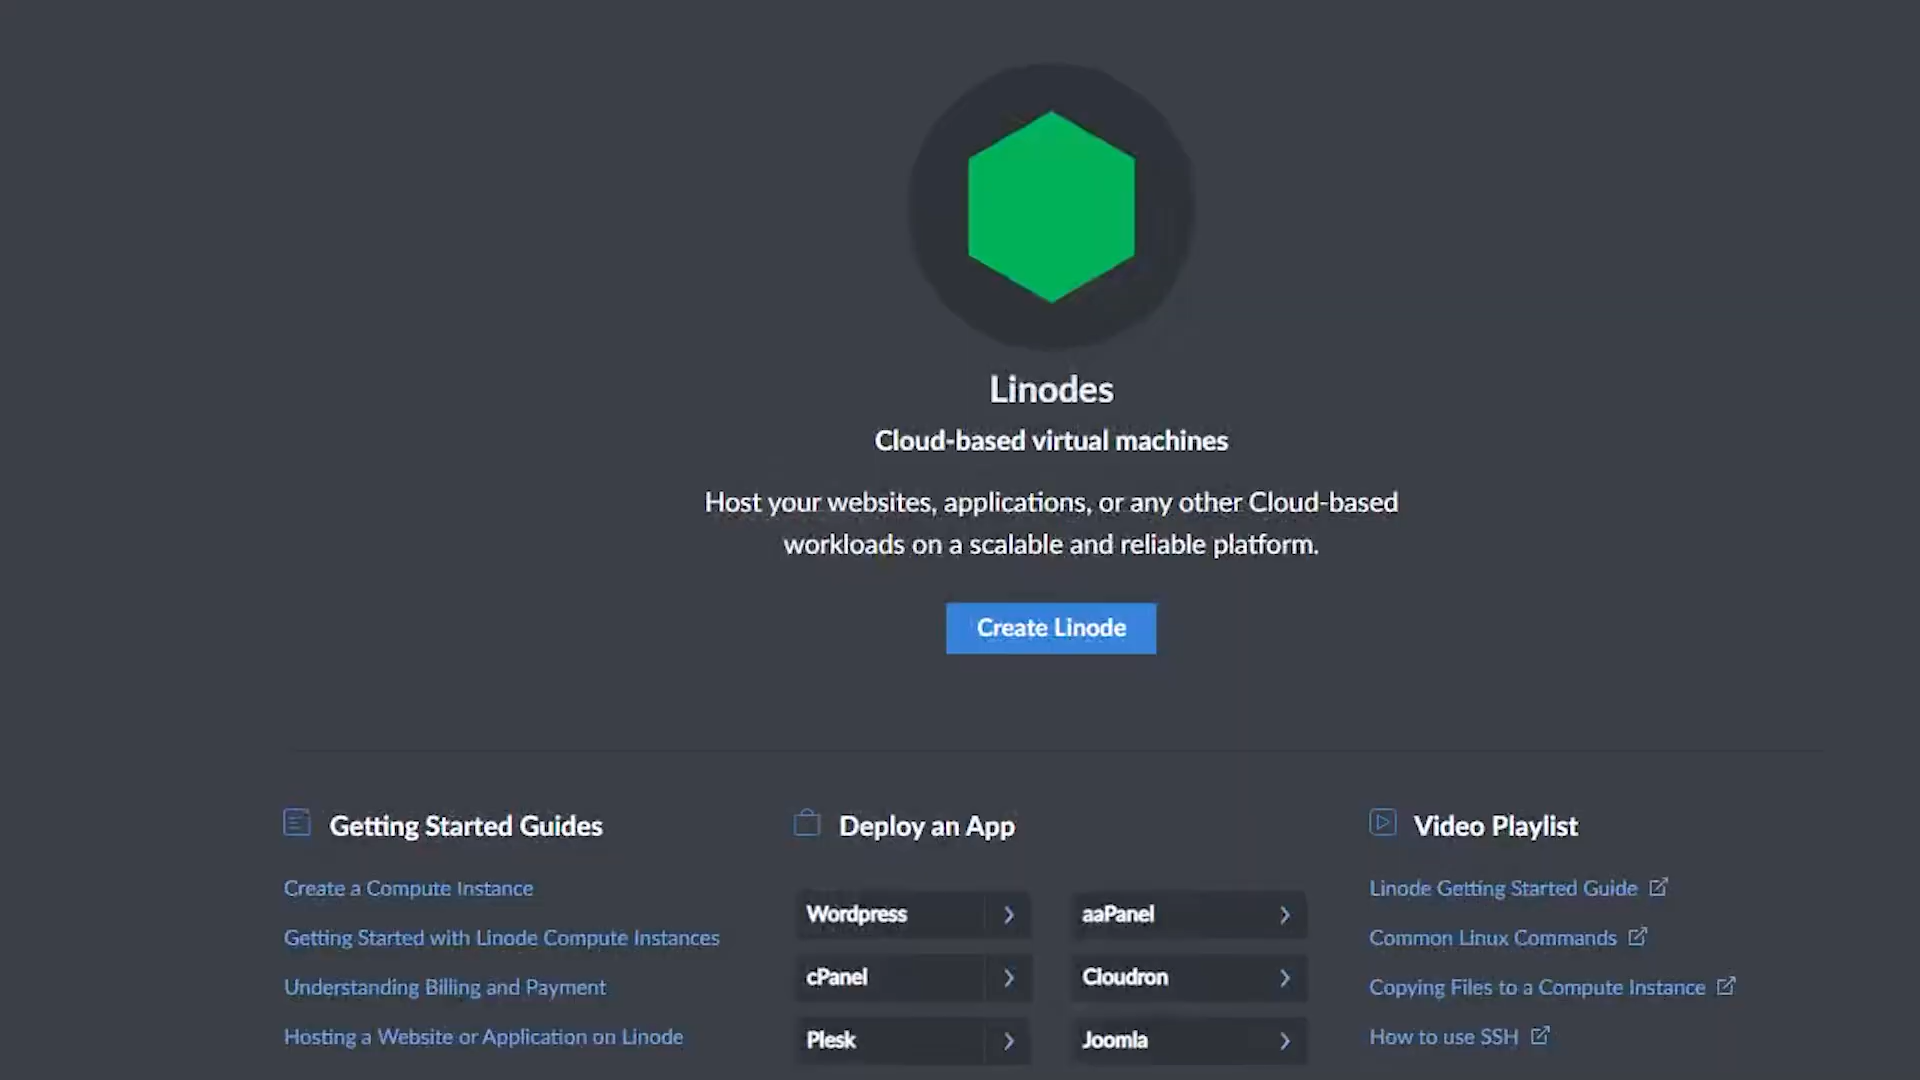 Linodes
Cloud-based virtual machines
Host your websites, applications, or any other Cloud-based
workloads on a scalable and reliable platform.
Create Linode
Getting Started Guides
Create a Compute Instance
Getting Started with Linode Compute Instances
Understanding Billing and Payment
Hosting a Website or Application on Linode
Deploy an App
Wordpress
aaPanel
cPanel
Cloudron
Plesk
Joomla
Video Playlist
Linode Getting Started Guide
Common Linux Commands
Copying Files to a Compute Instance
How to use SSH